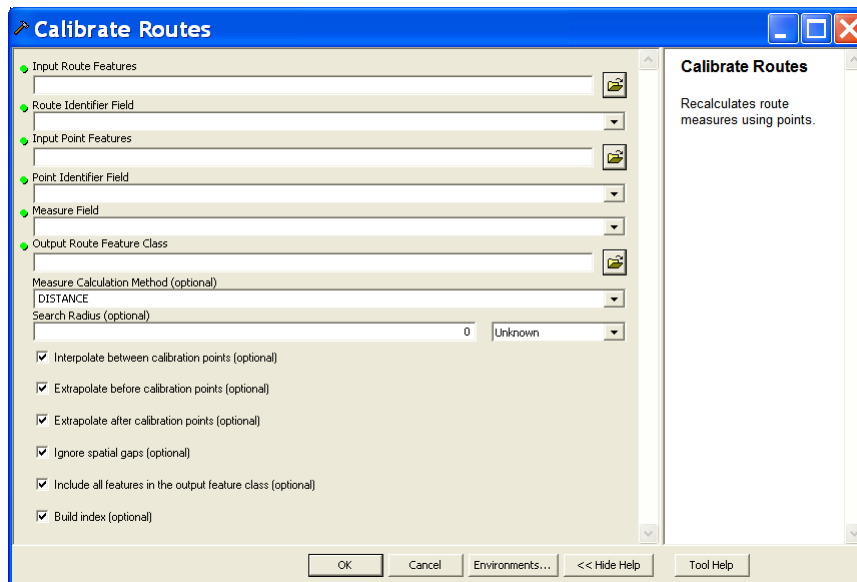 Calibrate Routes
Input Route Features
Route Identifier Field
Input Point Features
Point Identifier Field
Measure Field
Output Route Feature Class
Measure Calculation Method (optional)
DISTANCE
Search Radius (optional)
0 Unknown
Interpolate between calibration points (optional)
Extrapolate before calibration points (optional)
Extrapolate after calibration points (optional)
Ignore spatial gaps (optional)
Include all features in the output feature class (optional)
Build index (optional)
Calibrate Routes
Recalculates route
measures using points.
OK Cancel Environments... << Hide Help Tool Help